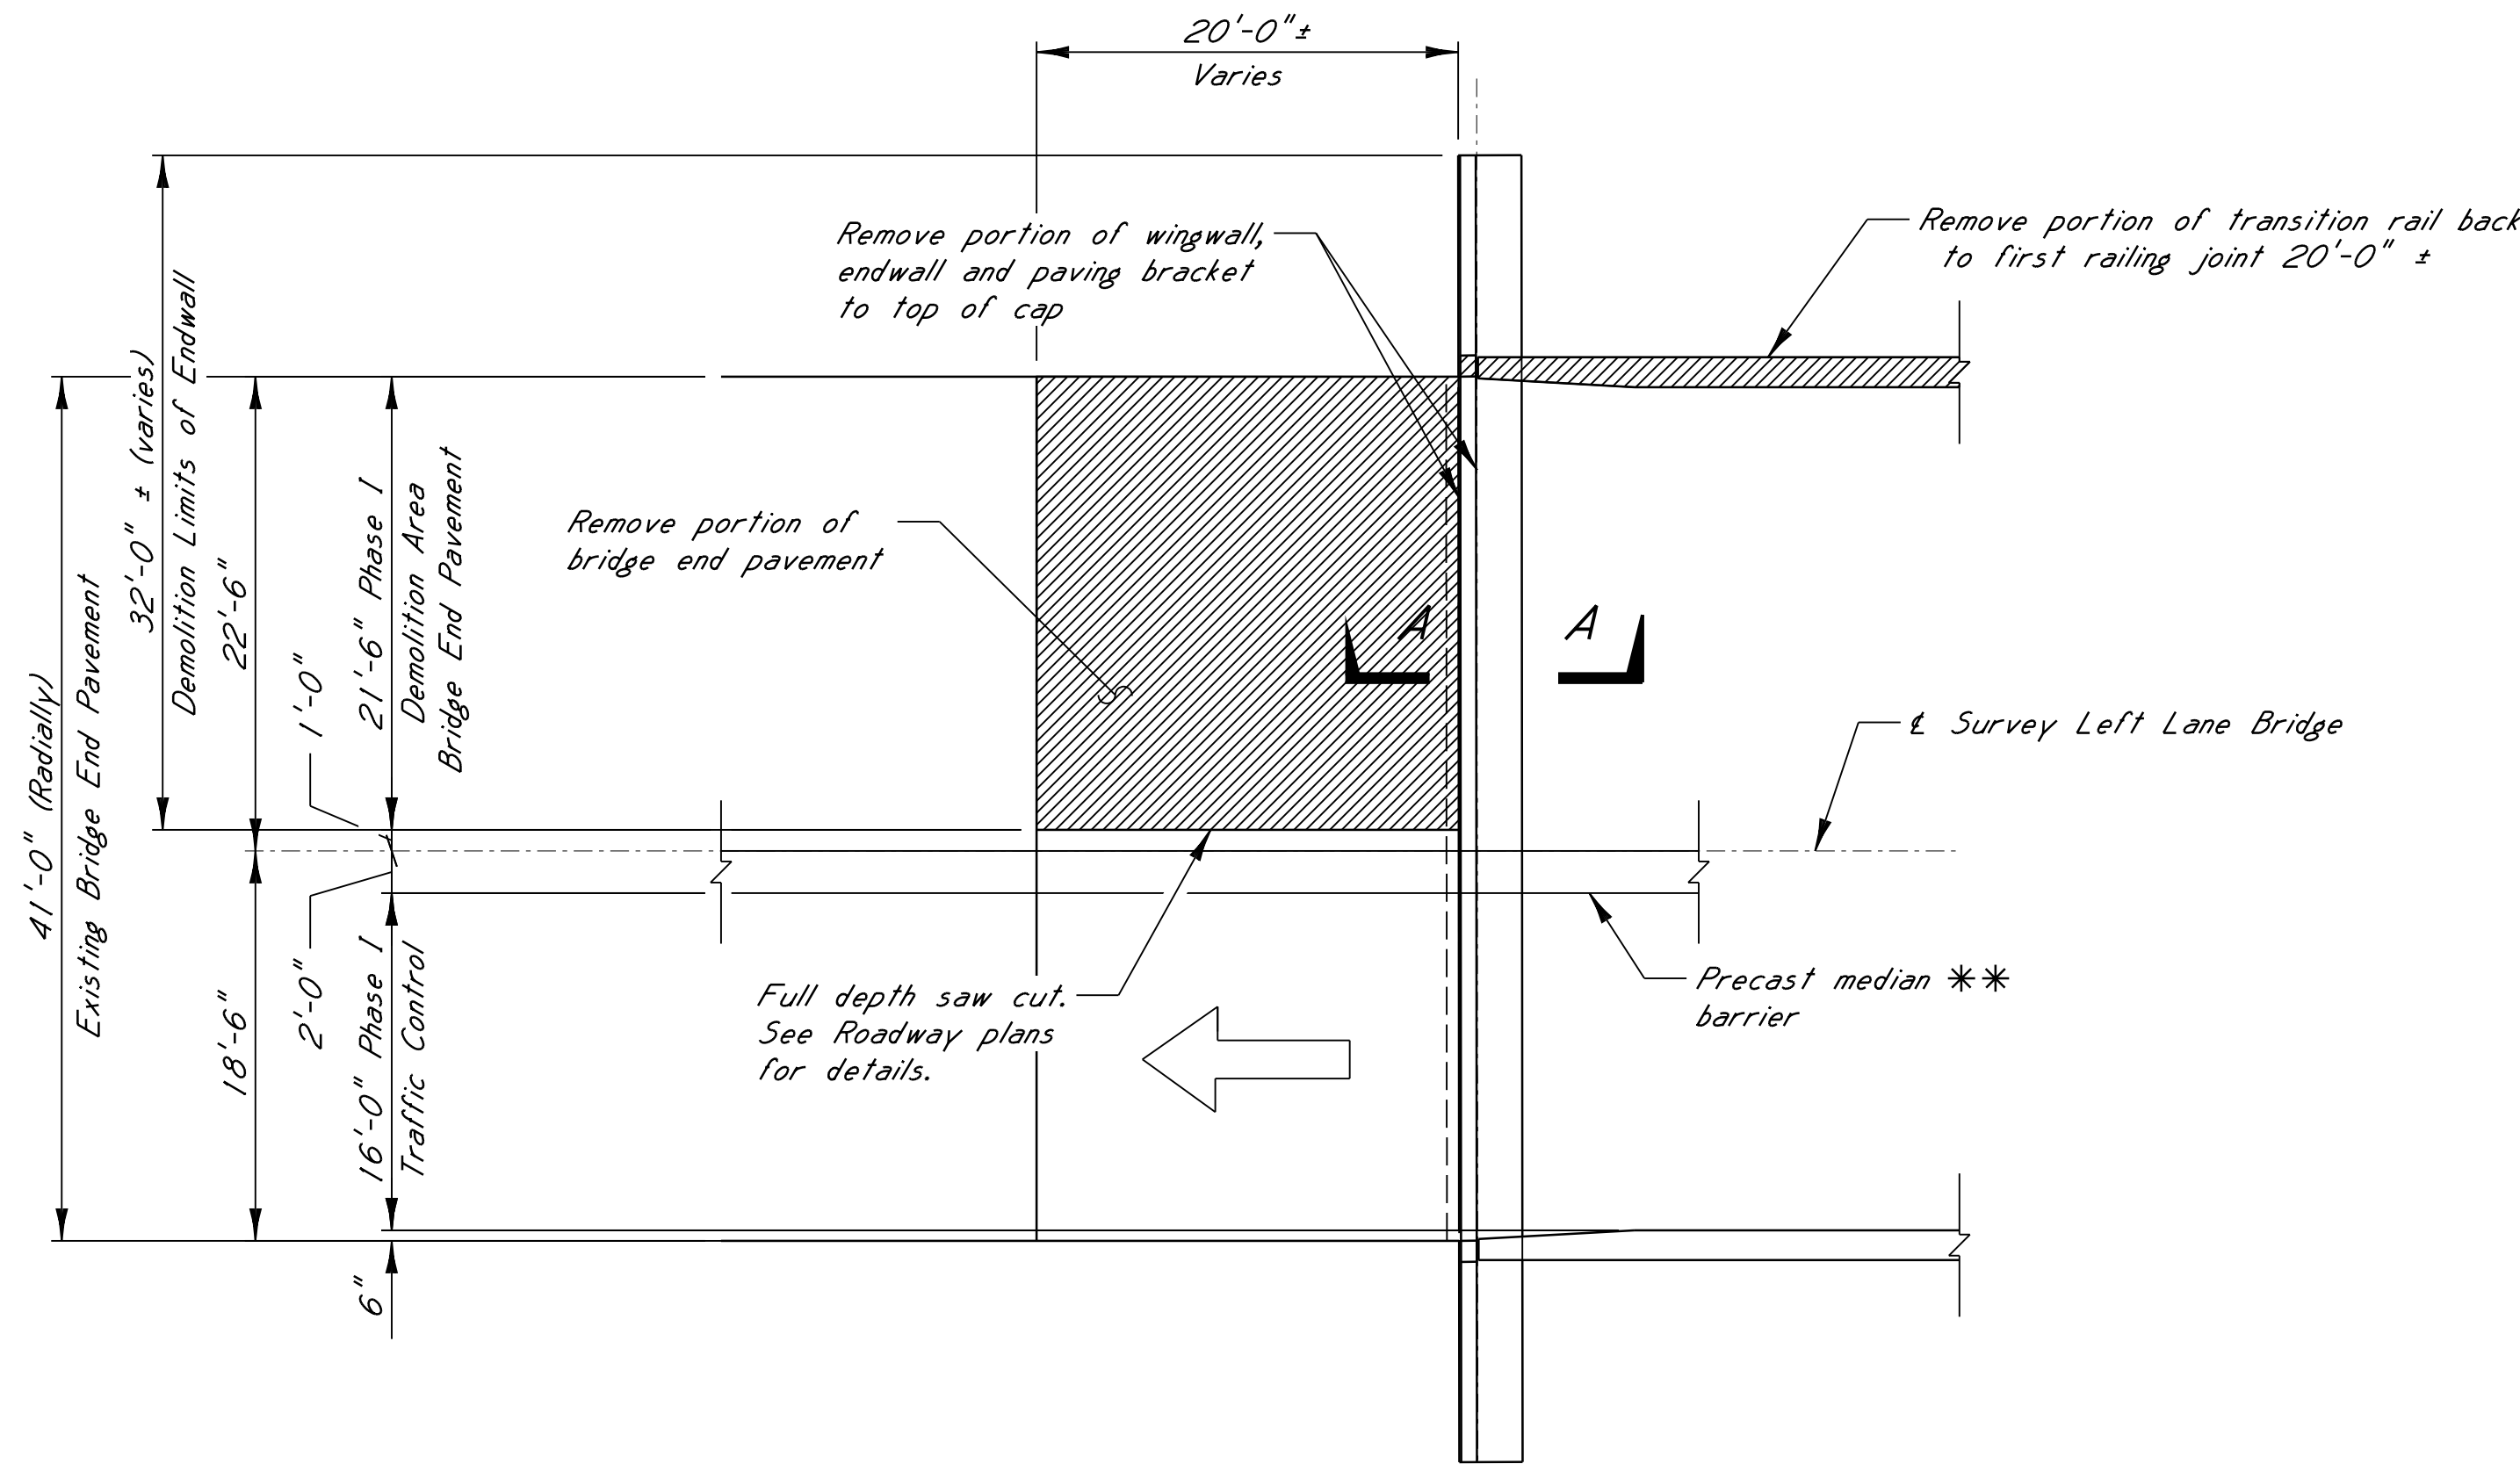 20'-0"±
Varies
Remove portion of wingwall,
endwall and paving bracket
to top of cap
Remove portion of transition rail back
to first railing joint 20'-0" ±
Remove portion of
bridge end pavement
A
A
℄ Survey Left Lane Bridge
Precast median ✳✳
barrier
Full depth saw cut.
See Roadway plans
for details.
41'-0" (Radially)
Existing Bridge End Pavement
32'-0" ± (varies)
Demolition Limits of Endwall
22'-6"
18'-6"
1'-0"
2'-0"
21'-6" Phase I
Demolition Area
Bridge End Pavement
16'-0" Phase I
Traffic Control
6"